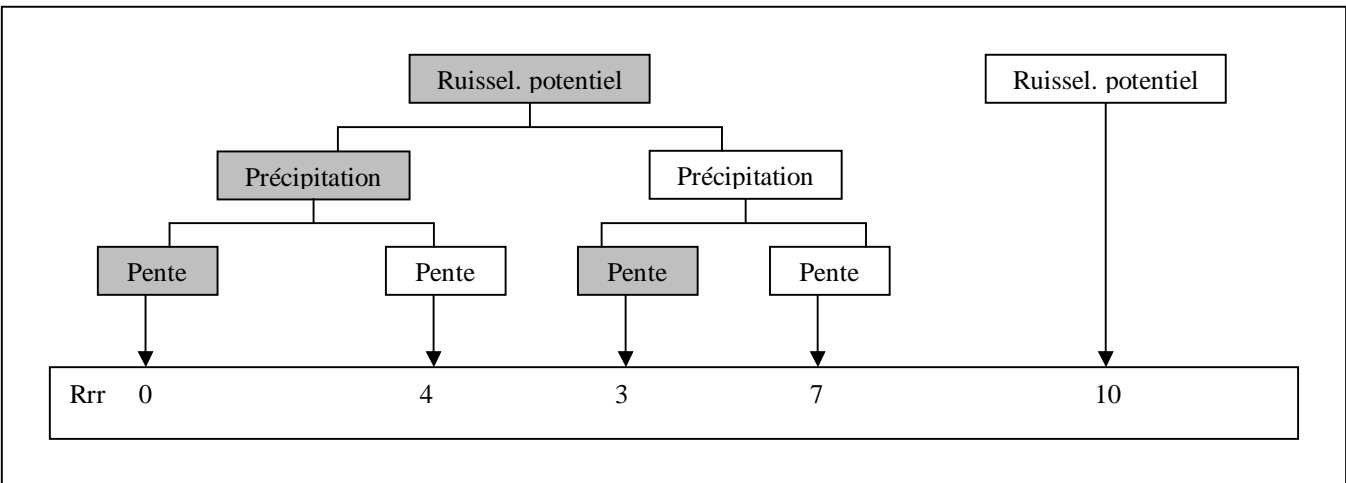 Ruissel. potentiel Ruissel. potentiel
Précipitation Précipitation
Pente Pente Pente Pente
Rrr 0 4 3 7 10